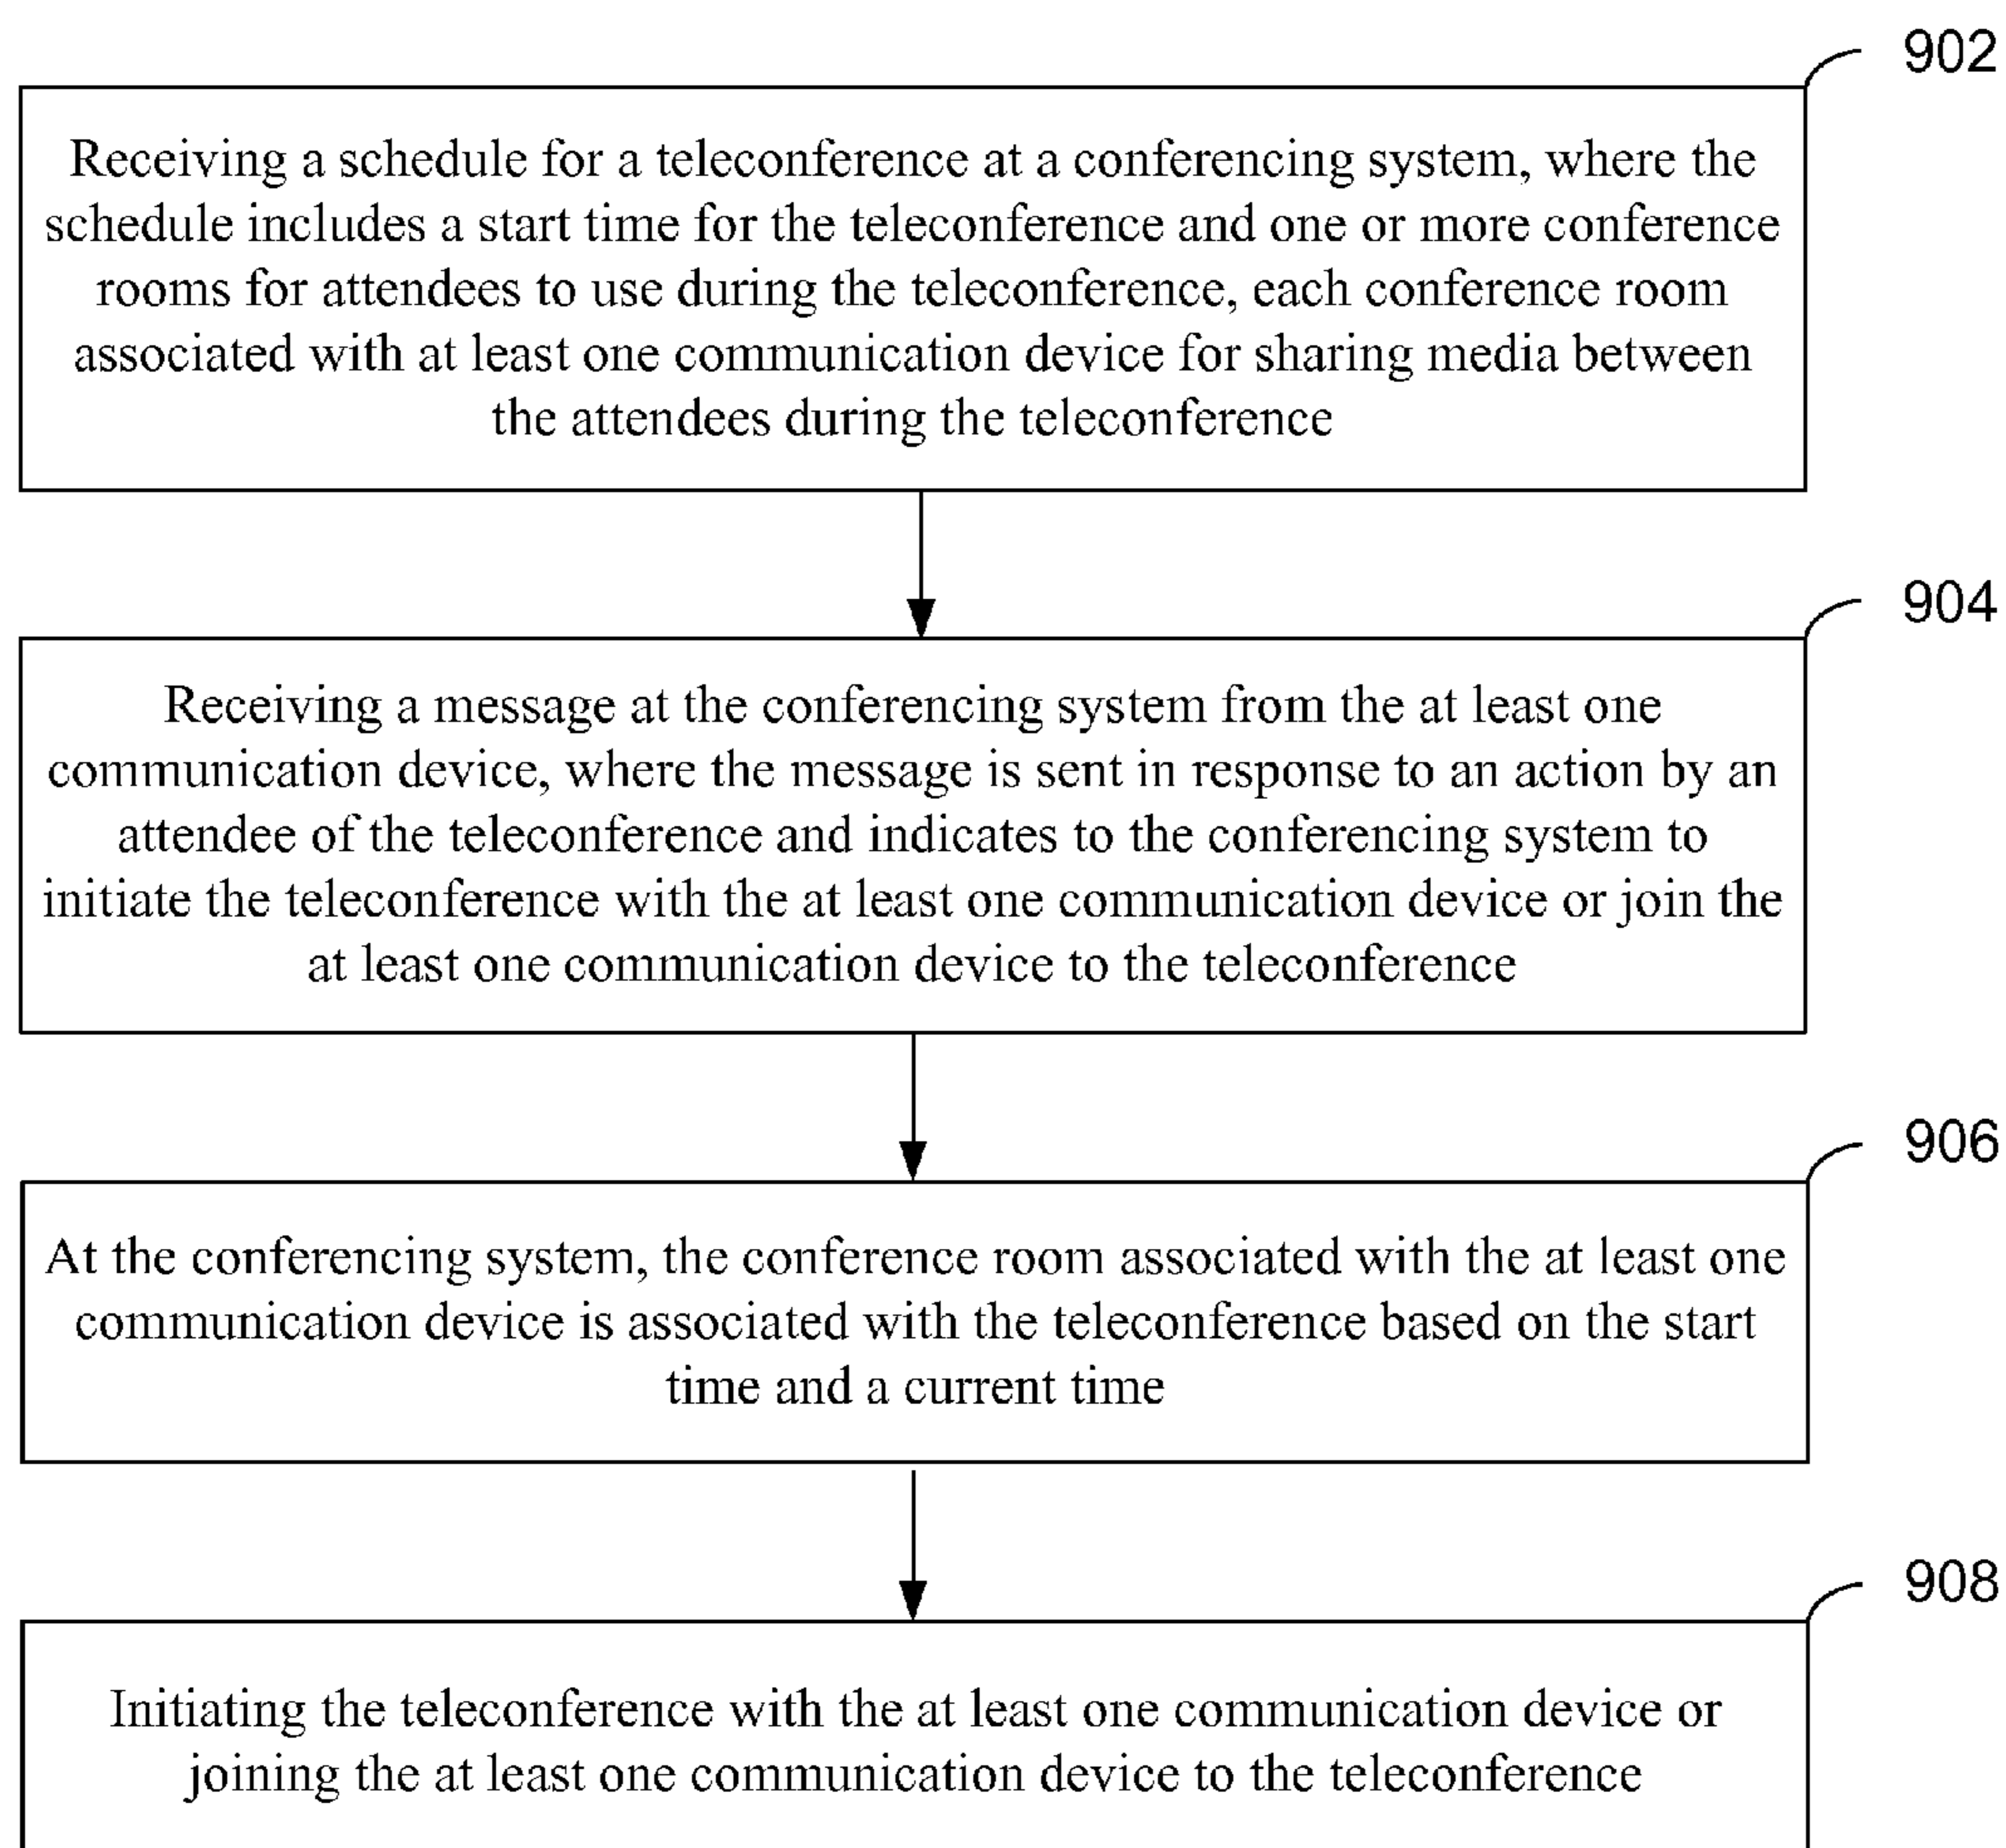 902
Receiving a schedule for a teleconference at a conferencing system, where the
schedule includes a start time for the teleconference and one or more conference
rooms for attendees to use during the teleconference, each conference room
associated with at least one communication device for sharing media between
the attendees during the teleconference
904
Receiving a message at the conferencing system from the at least one
communication device, where the message is sent in response to an action by an
attendee of the teleconference and indicates to the conferencing system to
initiate the teleconference with the at least one communication device or join the
at least one communication device to the teleconference
906
At the conferencing system, the conference room associated with the at least one
communication device is associated with the teleconference based on the start
time and a current time
908
Initiating the teleconference with the at least one communication device or
joining the at least one communication device to the teleconference